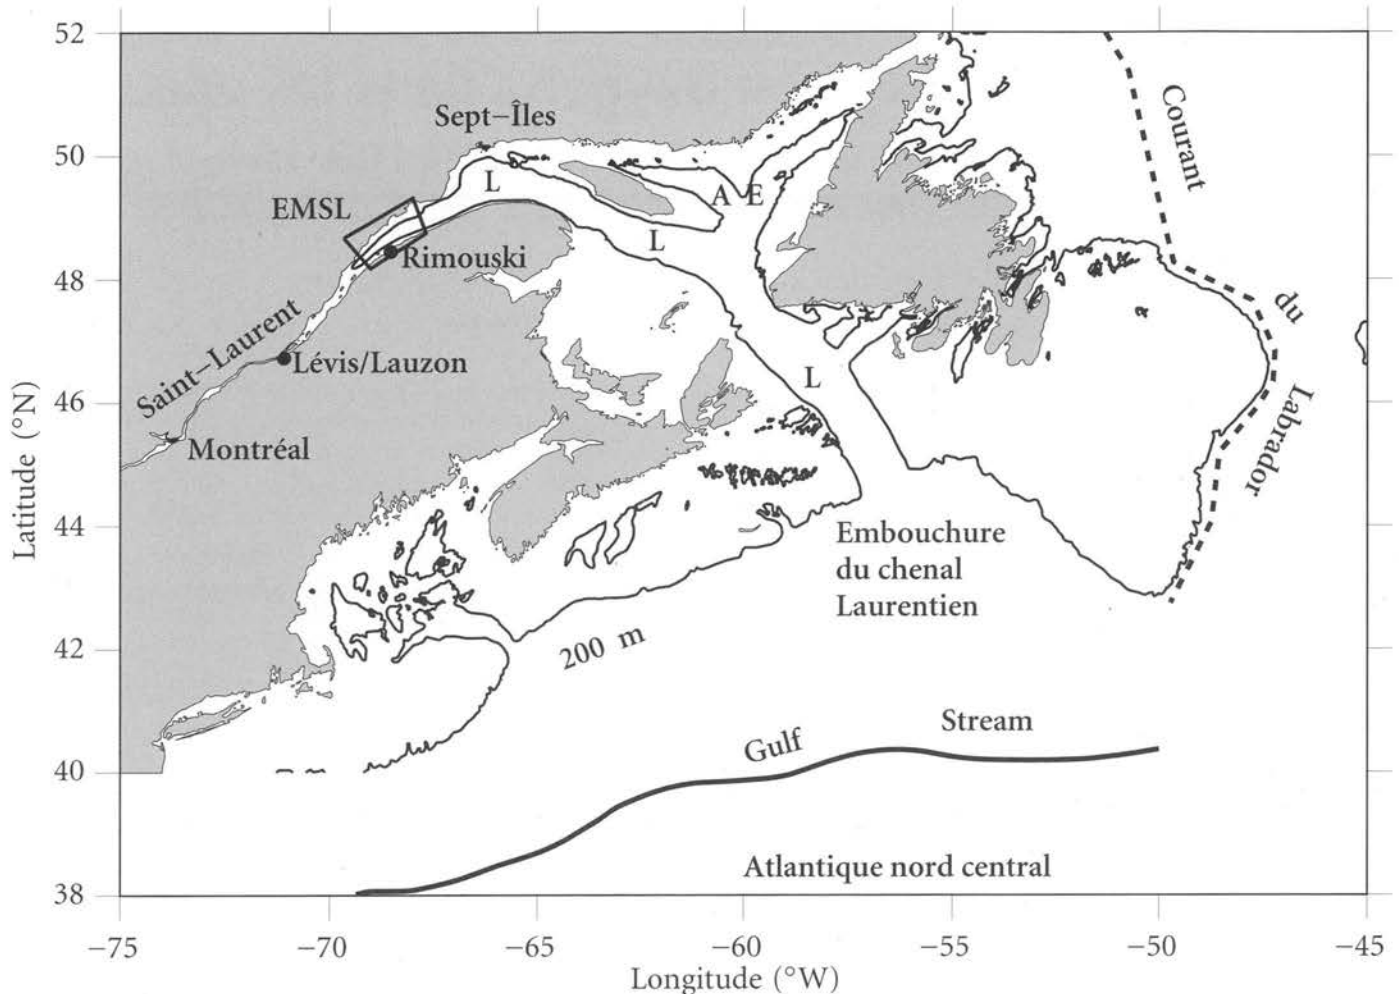 52
50
48
46
44
42
40
38
Latitude (°N)
−75
−70
−65
−60
−55
−50
−45
Longitude (°W)
Sept−Îles
EMSL
Rimouski
Saint−Laurent
Lévis/Lauzon
Montréal
L
A E
L
L
Courant
du
Labrador
Embouchure
du chenal
Laurentien
200 m
Gulf
Stream
Atlantique nord central